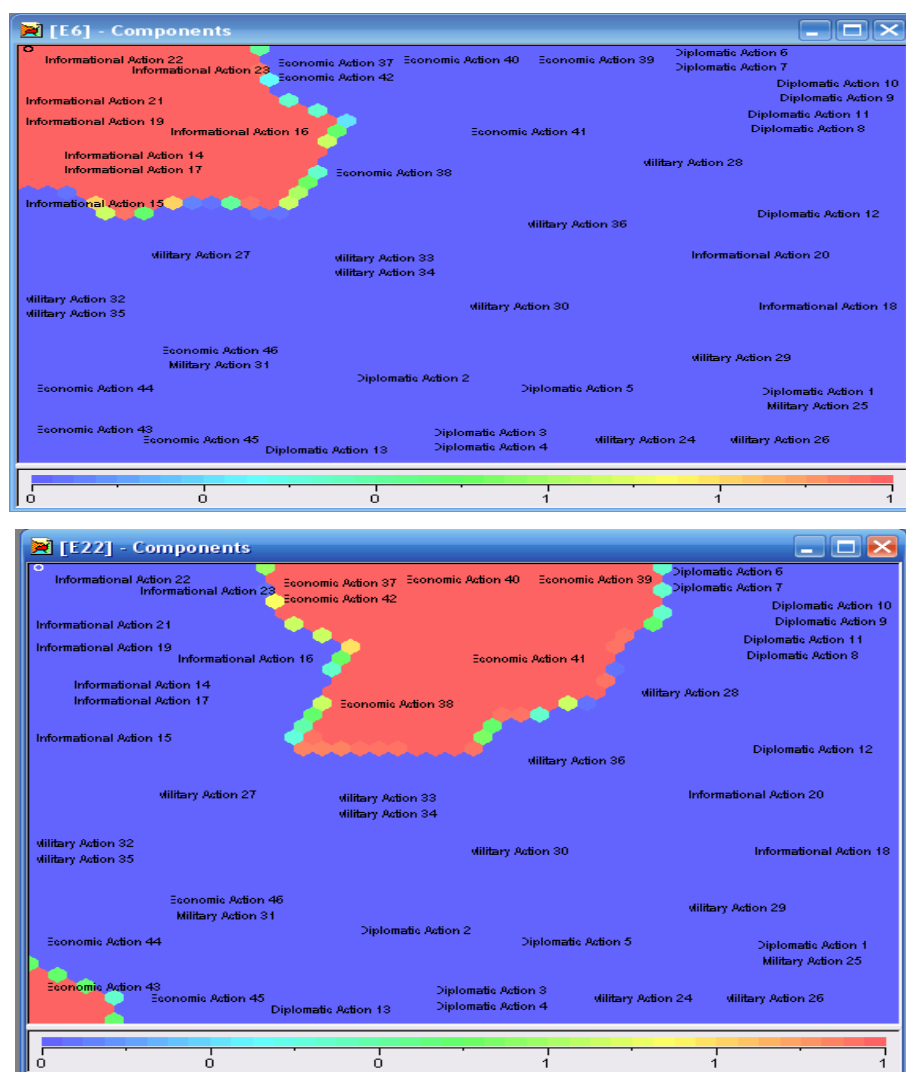 [E6] - Components
Informational Action 22
Informational Action 23
Economic Action 37
Economic Action 40
Economic Action 39
Diplomatic Action 6
Diplomatic Action 7
Economic Action 42
Diplomatic Action 10
Diplomatic Action 9
Informational Action 21
Diplomatic Action 11
Informational Action 19
Informational Action 16
Economic Action 41
Diplomatic Action 8
Informational Action 14
Informational Action 17
Economic Action 38
Military Action 28
Informational Action 15
Military Action 36
Diplomatic Action 12
Military Action 27
Military Action 33
Military Action 34
Informational Action 20
Military Action 32
Military Action 35
Military Action 30
Informational Action 18
Economic Action 46
Military Action 31
Military Action 29
Economic Action 44
Diplomatic Action 2
Diplomatic Action 5
Diplomatic Action 1
Military Action 25
Economic Action 43
Economic Action 45
Diplomatic Action 13
Diplomatic Action 3
Diplomatic Action 4
Military Action 24
Military Action 26
0 0 0 1 1 1
[E22] - Components
Informational Action 22
Informational Action 23
Economic Action 37
Economic Action 40
Economic Action 39
Diplomatic Action 6
Diplomatic Action 7
Economic Action 42
Diplomatic Action 10
Diplomatic Action 9
Informational Action 21
Diplomatic Action 11
Informational Action 19
Informational Action 16
Economic Action 41
Diplomatic Action 8
Informational Action 14
Informational Action 17
Economic Action 38
Military Action 28
Informational Action 15
Military Action 36
Diplomatic Action 12
Military Action 27
Military Action 33
Military Action 34
Informational Action 20
Military Action 32
Military Action 35
Military Action 30
Informational Action 18
Economic Action 46
Military Action 31
Military Action 29
Economic Action 44
Diplomatic Action 2
Diplomatic Action 5
Diplomatic Action 1
Military Action 25
Economic Action 43
Economic Action 45
Diplomatic Action 13
Diplomatic Action 3
Diplomatic Action 4
Military Action 24
Military Action 26
0 0 0 1 1 1